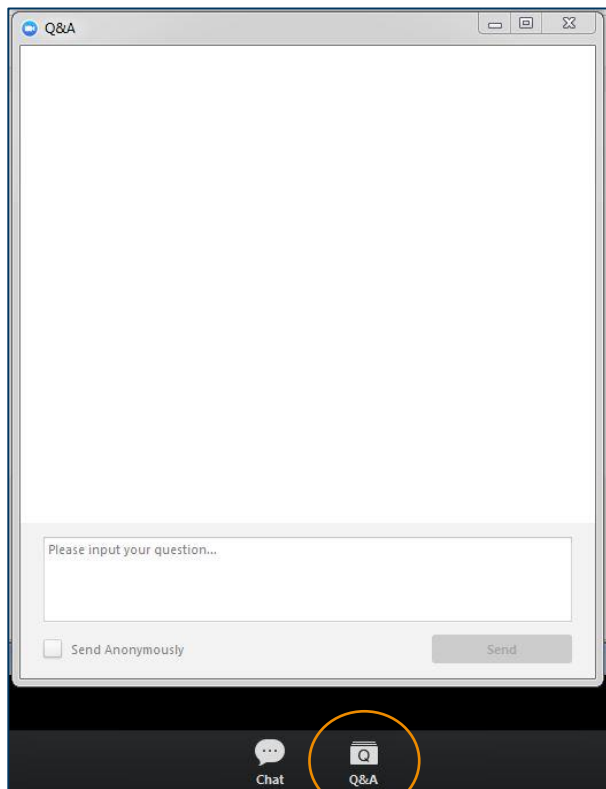 Q&A
Please input your question...
Send Anonymously
Send
Q
Chat
Q&A